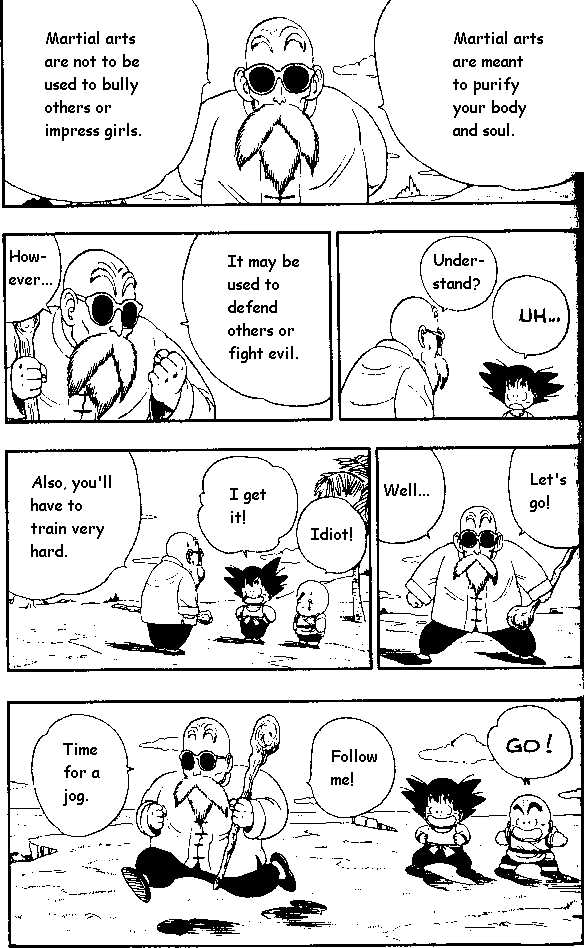 Martial arts
are not to be
used to bully
others or
impress girls.
Martial arts
are meant
to purify
your body
and soul.
How-
ever...
It may be
used to
defend
others or
fight evil.
Under-
stand?
UH...
Also, you'll
have to
train very
hard.
I get
it!
Idiot!
Well...
Let's
go!
Time
for a
jog.
Follow
me!
GO!